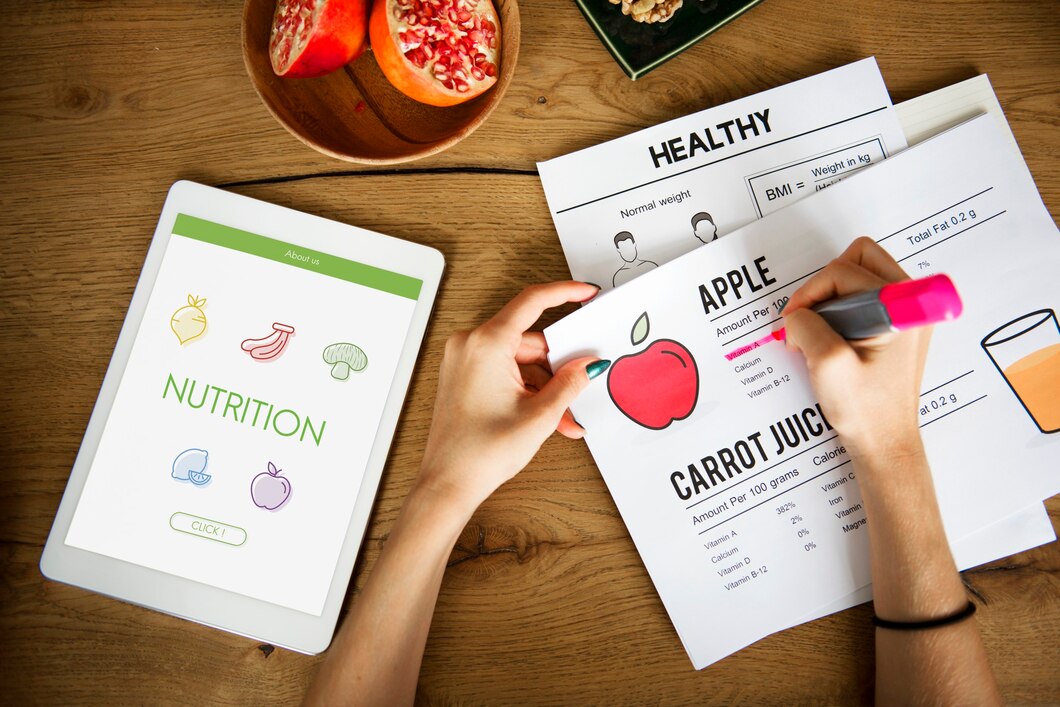 About us
NUTRITION
CLICK !
HEALTHY
Normal weight
BMI =
Weight in kg
APPLE
Amount Per 100
Total Fat 0.2 g
7%
Vitamin A
Calcium
Vitamin D
Vitamin B-12
CARROT JUIC
Amount Per 100 grams
Calorie
at 0.2 g
Vitamin A 382%
Calcium 2%
Vitamin D 0%
Vitamin B-12 0%
Vitamin C
Iron
Vitamin
Magne